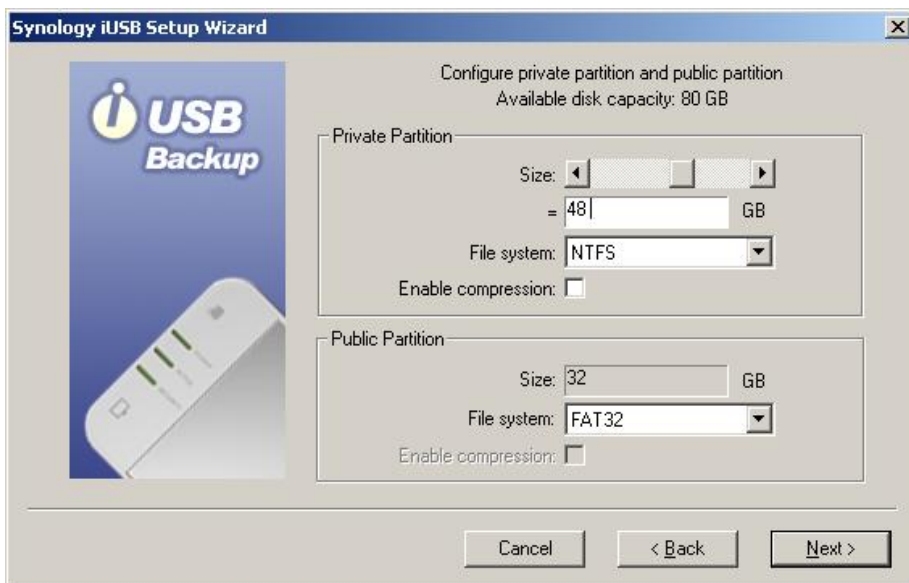 Synology iUSB Setup Wizard
i USB
Backup
Configure private partition and public partition
Available disk capacity: 80 GB
Private Partition
Size:
= 48 GB
File system: NTFS
Enable compression:
Public Partition
Size: 32 GB
File system: FAT32
Enable compression:
Cancel < Back Next >